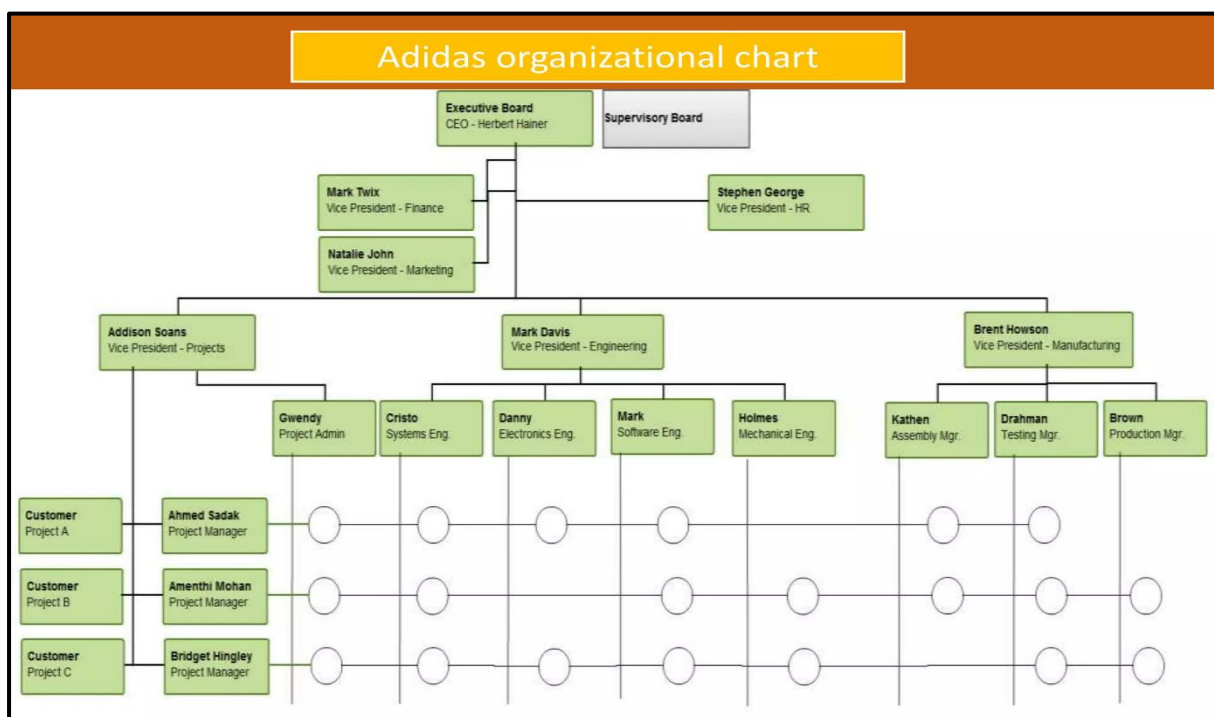 Adidas organizational chart
Executive Board
CEO - Herbert Hainer
Supervisory Board
Mark Twix
Vice President - Finance
Stephen George
Vice President - HR
Natalie John
Vice President - Marketing
Addison Soans
Vice President - Projects
Mark Davis
Vice President - Engineering
Brent Howson
Vice President - Manufacturing
Gwendy
Project Admin
Cristo
Systems Eng.
Danny
Electronics Eng.
Mark
Software Eng.
Holmes
Mechanical Eng.
Kathen
Assembly Mgr.
Drahman
Testing Mgr.
Brown
Production Mgr.
Customer
Project A
Ahmed Sadak
Project Manager
Customer
Project B
Amenthi Mohan
Project Manager
Customer
Project C
Bridget Hingley
Project Manager